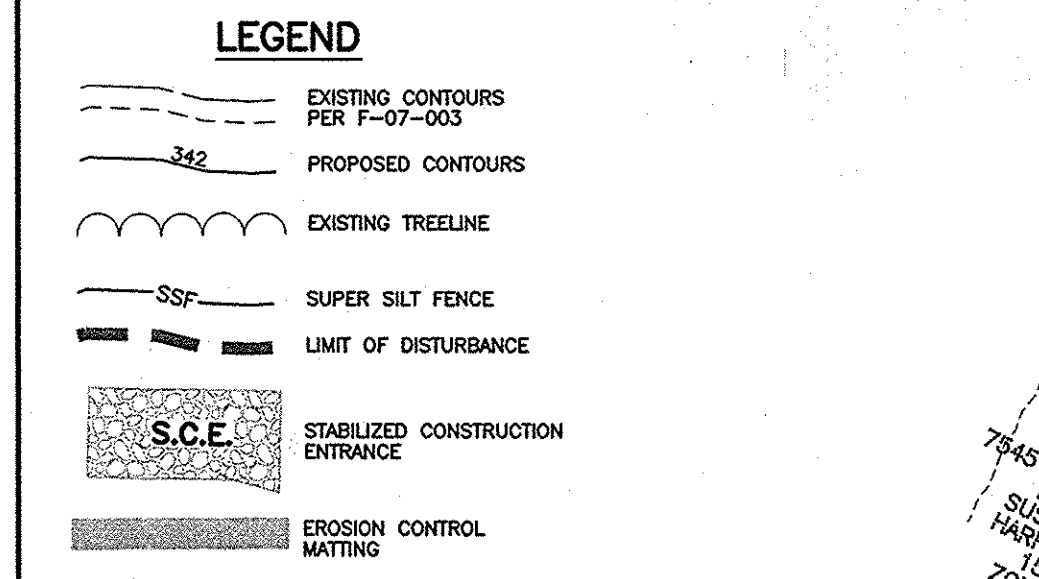 LEGEND
EXISTING CONTOURS
PER F-07-003
342
PROPOSED CONTOURS
EXISTING TREELINE
SSF
SUPER SILT FENCE
LIMIT OF DISTURBANCE
S.C.E.
STABILIZED CONSTRUCTION
ENTRANCE
EROSION CONTROL
MATTING
7545